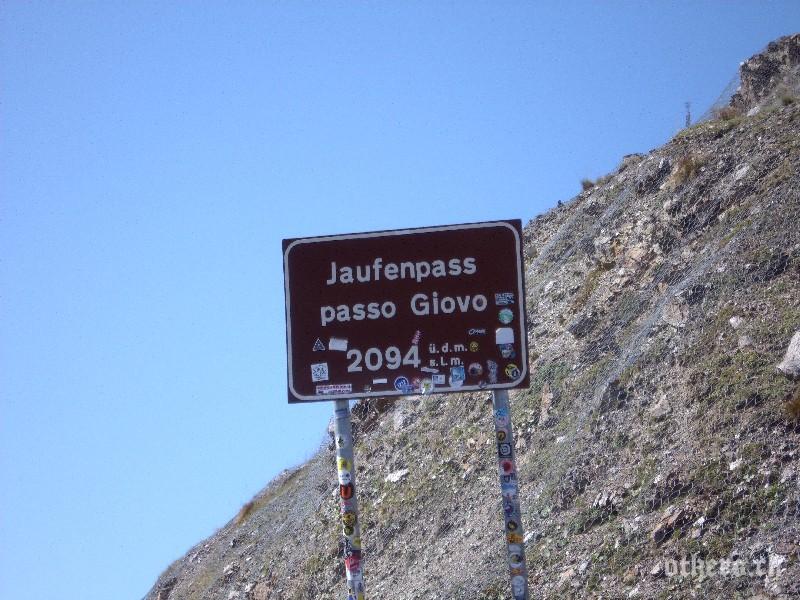 Jaufenpass
passo Giovo
2094 ü.d.m.
s.l.m.